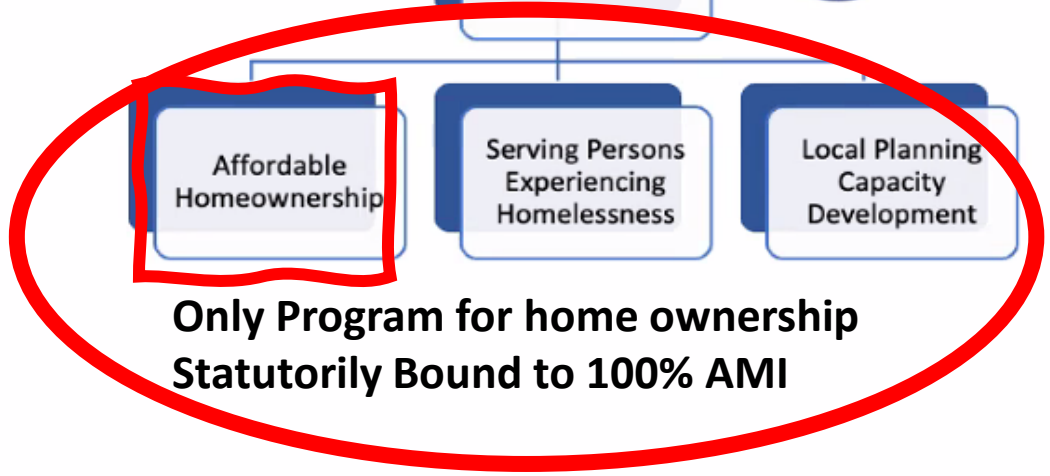 Affordable
Homeownership
Serving Persons
Experiencing
Homelessness
Local Planning
Capacity
Development
Only Program for home ownership
Statutorily Bound to 100% AMI